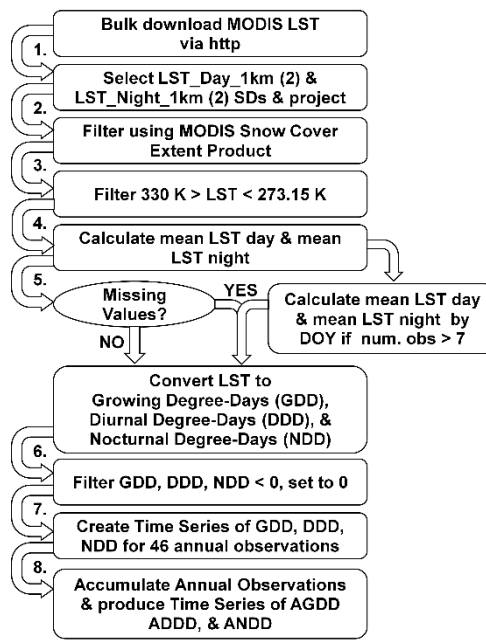 Bulk download MODIS LST
via http
1.
Select LST_Day_1km (2) &
LST_Night_1km (2) SDs & project
2.
Filter using MODIS Snow Cover
Extent Product
3.
Filter 330 K > LST < 273.15 K
4.
Calculate mean LST day & mean
LST night
5.
Missing
Values?
YES
NO
Calculate mean LST day
& mean LST night by
DOY if num. obs > 7
Convert LST to
Growing Degree-Days (GDD),
Diurnal Degree-Days (DDD), &
Nocturnal Degree-Days (NDD)
6.
Filter GDD, DDD, NDD < 0, set to 0
7.
Create Time Series of GDD, DDD,
NDD for 46 annual observations
8.
Accumulate Annual Observations
& produce Time Series of AGDD
ADDD, & ANDD